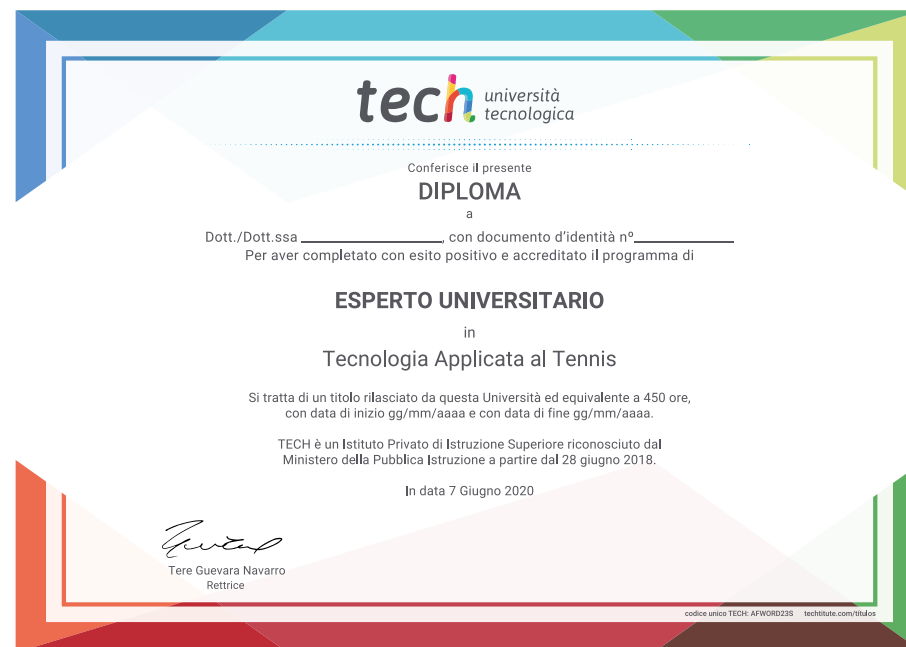 tech università
tecnologica
Conferisce il presente
DIPLOMA
a
Dott./Dott.ssa ____________________, con documento d'identità nº______________
Per aver completato con esito positivo e accreditato il programma di
ESPERTO UNIVERSITARIO
in
Tecnologia Applicata al Tennis
Si tratta di un titolo rilasciato da questa Università ed equivalente a 450 ore,
con data di inizio gg/mm/aaaa e con data di fine gg/mm/aaaa.
TECH è un Istituto Privato di Istruzione Superiore riconosciuto dal
Ministero della Pubblica Istruzione a partire dal 28 giugno 2018.
In data 7 Giugno 2020
Tere Guevara Navarro
Rettrice
codice unico TECH: AFWORD23S techtitute.com/titulos